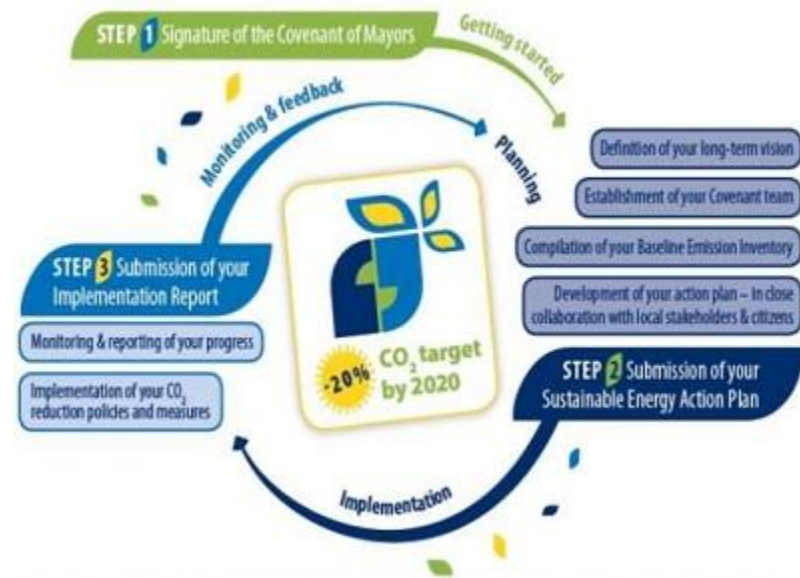 STEP 1 Signature of the Covenant of Mayors
Getting started
Monitoring & feedback
Planning
Definition of your long-term vision
Establishment of your Covenant team
Compilation of your Baseline Emission Inventory
Development of your action plan – in close
collaboration with local stakeholders & citizens
STEP 2 Submission of your
Sustainable Energy Action Plan
Implementation
STEP 3 Submission of your
Implementation Report
Monitoring & reporting of your progress
Implementation of your CO₂
reduction policies and measures
-20% CO₂ target
by 2020